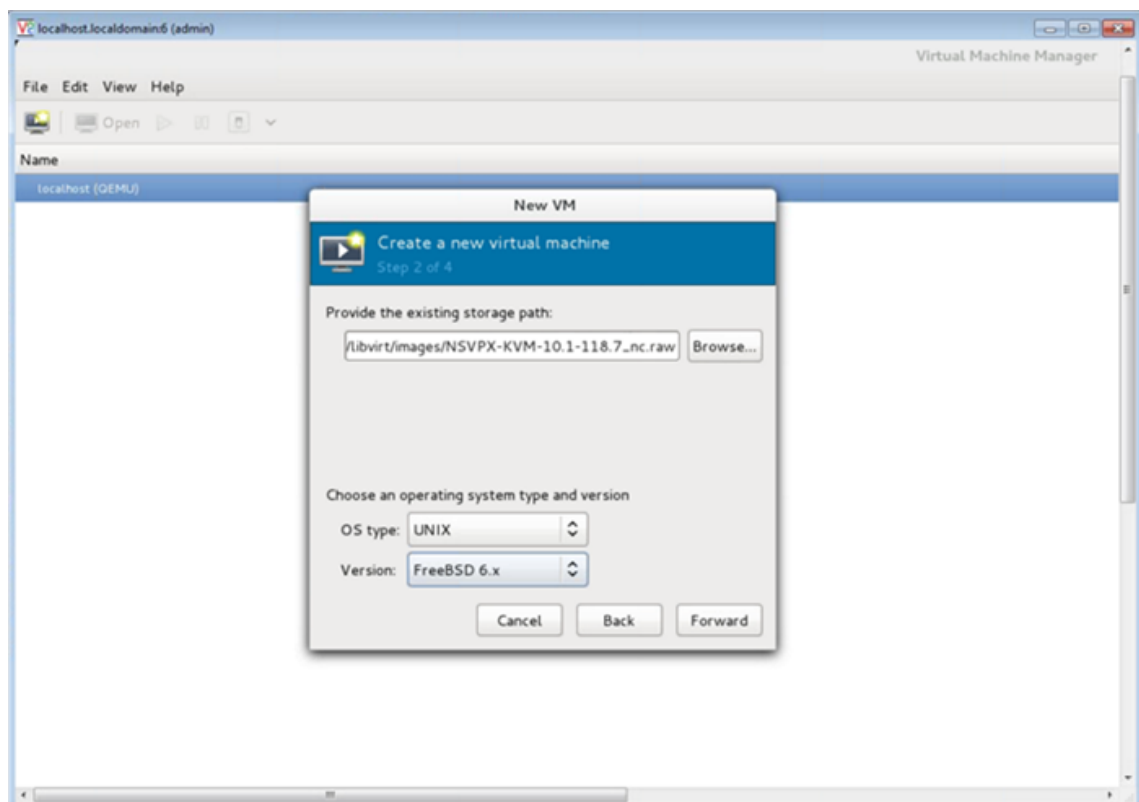 localhost.localdomain:6 (admin)
Virtual Machine Manager
File Edit View Help
Open
Name
localhost (QEMU)
New VM
Create a new virtual machine
Step 2 of 4
Provide the existing storage path:
/libvirt/images/NSVPX-KVM-10.1-118.7_nc.raw Browse...
Choose an operating system type and version
OS type: UNIX
Version: FreeBSD 6.x
Cancel Back Forward